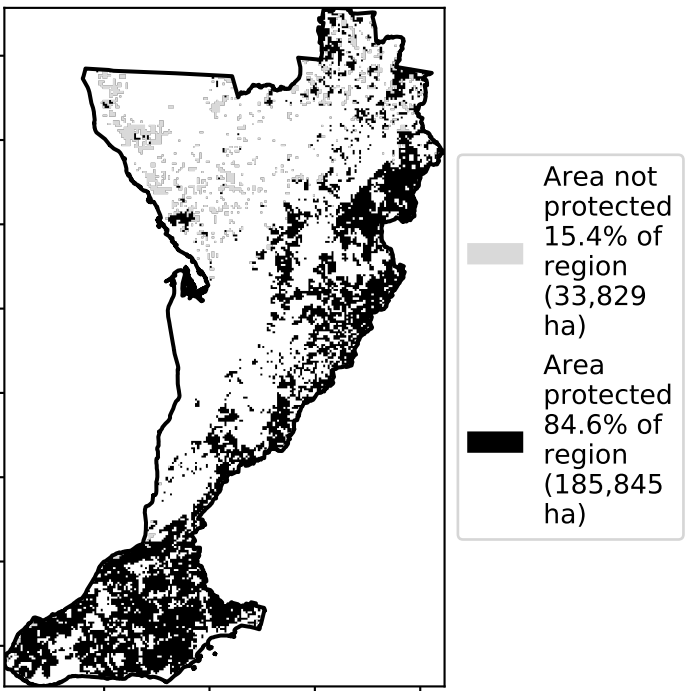 Area not
protected
15.4% of
region
(33,829
ha)
Area
protected
84.6% of
region
(185,845
ha)